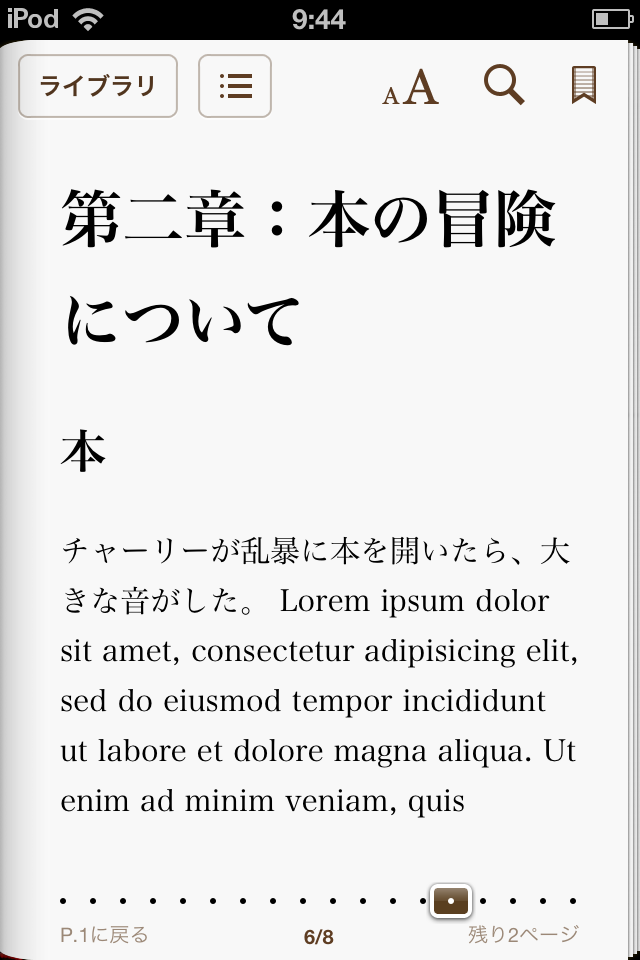 iPod 9:44
ライブラリ AA
第二章：本の冒険
について
本
チャーリーが乱暴に本を開いたら、大
きな音がした。 Lorem ipsum dolor
sit amet, consectetur adipisicing elit,
sed do eiusmod tempor incididunt
ut labore et dolore magna aliqua. Ut
enim ad minim veniam, quis
P.1に戻る 6/8 残り2ページ